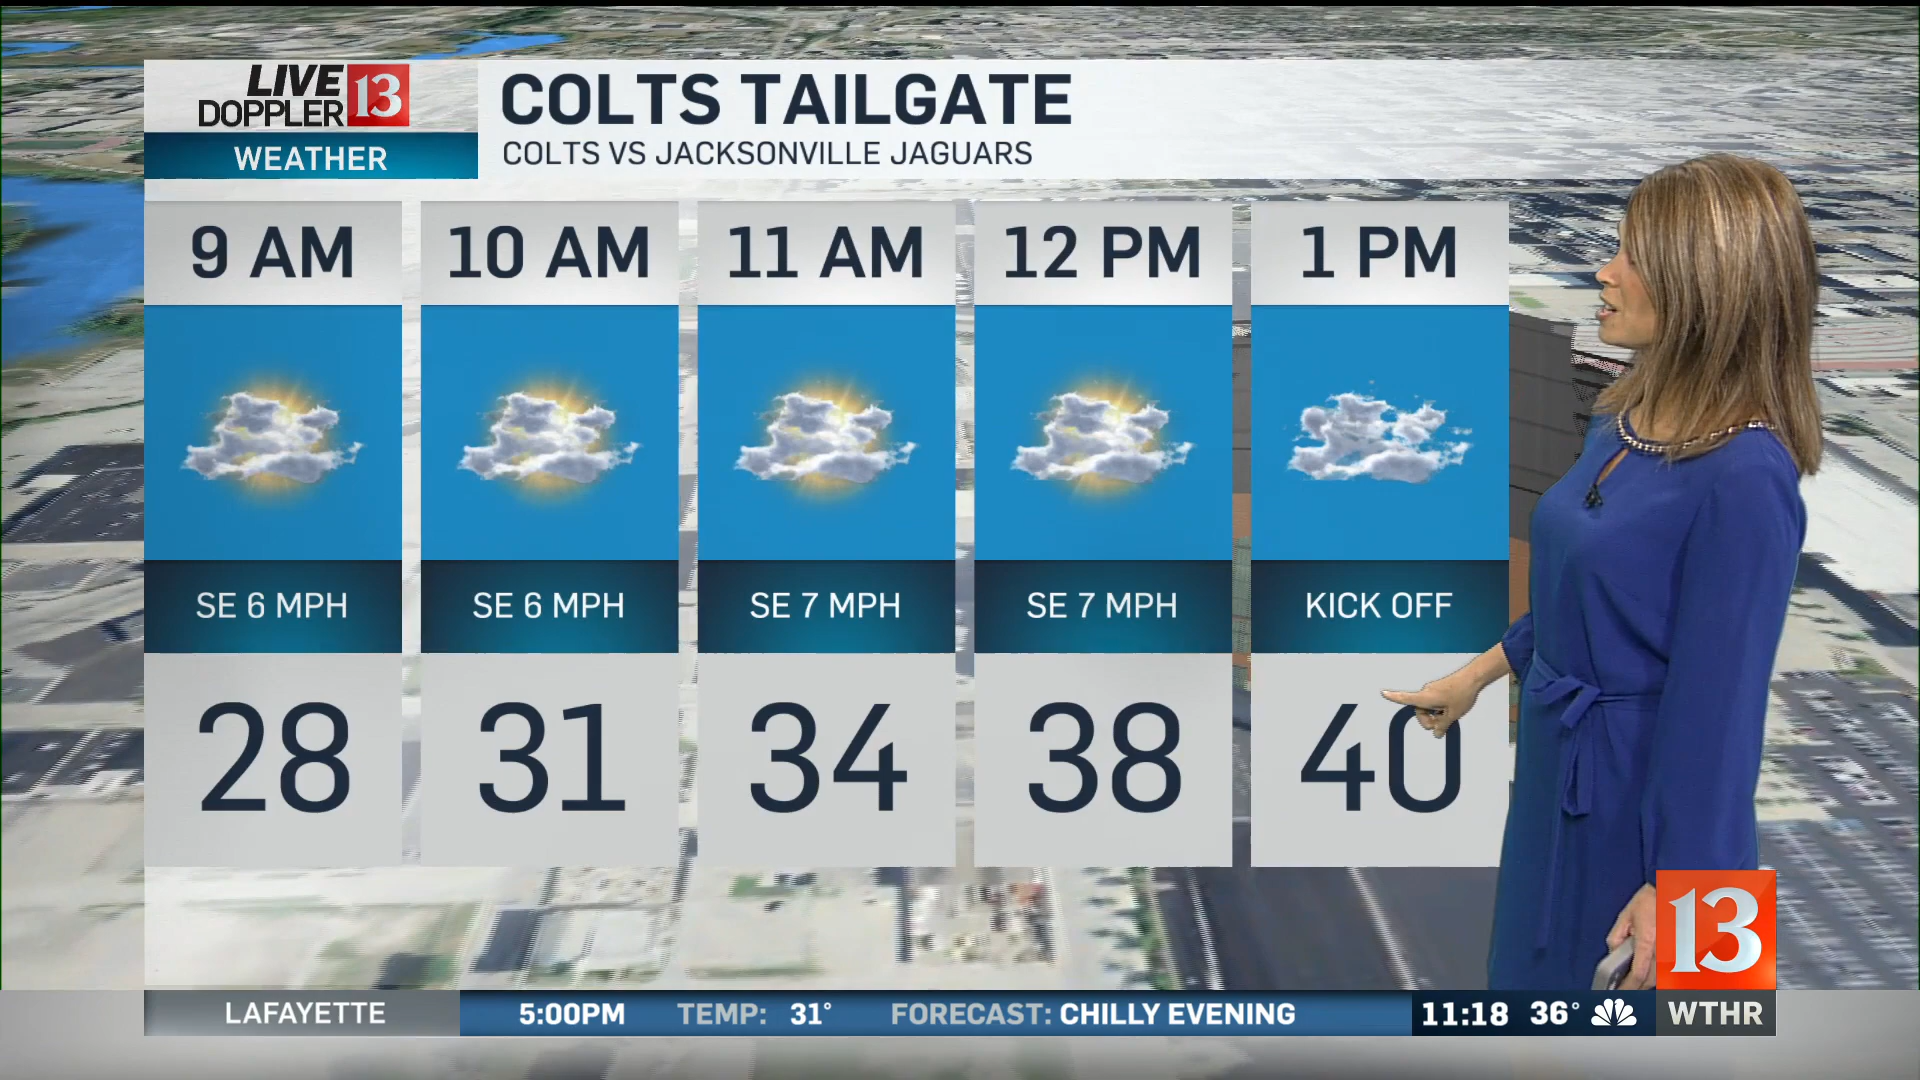 LIVE
DOPPLER 13
WEATHER
COLTS TAILGATE
COLTS VS JACKSONVILLE JAGUARS
9 AM 10 AM 11 AM 12 PM 1 PM
SE 6 MPH SE 6 MPH SE 7 MPH SE 7 MPH KICK OFF
28 31 34 38 40
13
LAFAYETTE 5:00PM TEMP: 31° FORECAST: CHILLY EVENING 11:18 36° WTHR